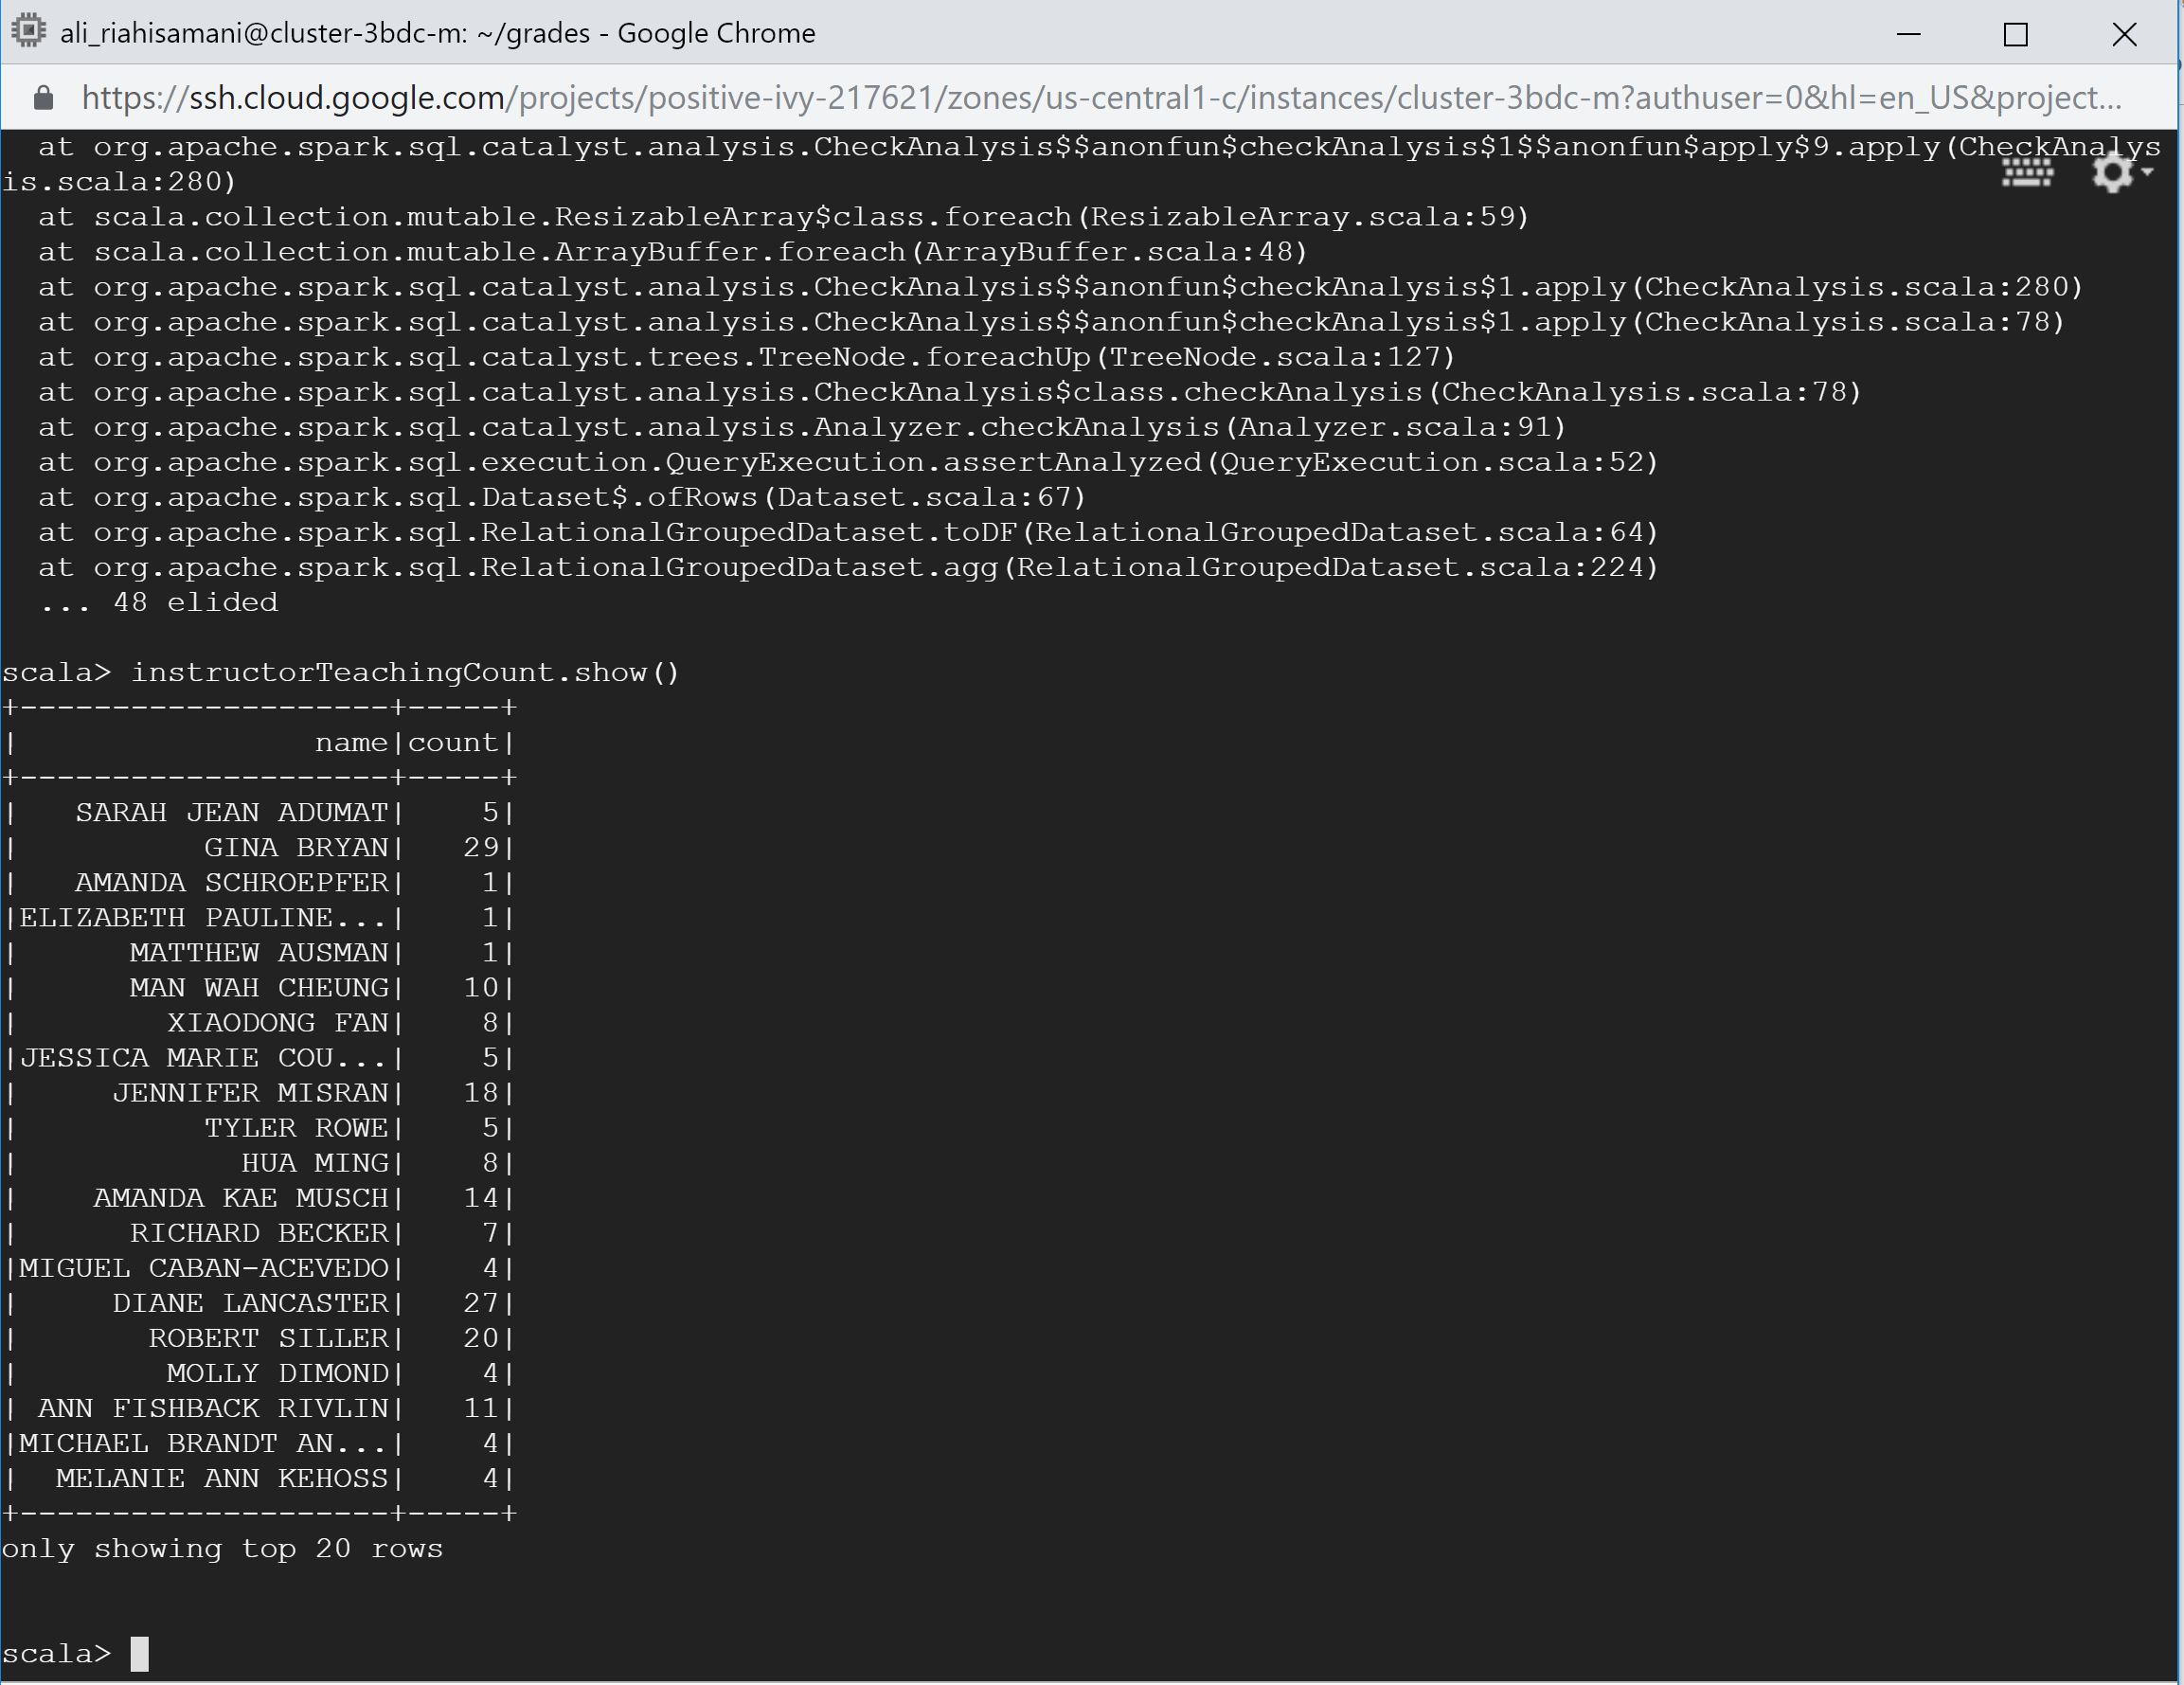 ali_riahisamani@cluster-3bdc-m: ~/grades - Google Chrome
https://ssh.cloud.google.com/projects/positive-ivy-217621/zones/us-central1-c/instances/cluster-3bdc-m?authuser=0&hl=en_US&project...
  at org.apache.spark.sql.catalyst.analysis.CheckAnalysis$$anonfun$checkAnalysis$1$$anonfun$apply$9.apply(CheckAnalys
is.scala:280)
  at scala.collection.mutable.ResizableArray$class.foreach(ResizableArray.scala:59)
  at scala.collection.mutable.ArrayBuffer.foreach(ArrayBuffer.scala:48)
  at org.apache.spark.sql.catalyst.analysis.CheckAnalysis$$anonfun$checkAnalysis$1.apply(CheckAnalysis.scala:280)
  at org.apache.spark.sql.catalyst.analysis.CheckAnalysis$$anonfun$checkAnalysis$1.apply(CheckAnalysis.scala:78)
  at org.apache.spark.sql.catalyst.trees.TreeNode.foreachUp(TreeNode.scala:127)
  at org.apache.spark.sql.catalyst.analysis.CheckAnalysis$class.checkAnalysis(CheckAnalysis.scala:78)
  at org.apache.spark.sql.catalyst.analysis.Analyzer.checkAnalysis(Analyzer.scala:91)
  at org.apache.spark.sql.execution.QueryExecution.assertAnalyzed(QueryExecution.scala:52)
  at org.apache.spark.sql.Dataset$.ofRows(Dataset.scala:67)
  at org.apache.spark.sql.RelationalGroupedDataset.toDF(RelationalGroupedDataset.scala:64)
  at org.apache.spark.sql.RelationalGroupedDataset.agg(RelationalGroupedDataset.scala:224)
  ... 48 elided
scala> instructorTeachingCount.show()
+--------------------+-----+
|                name|count|
+--------------------+-----+
|   SARAH JEAN ADUMAT|    5|
|          GINA BRYAN|   29|
|   AMANDA SCHROEPFER|    1|
|ELIZABETH PAULINE...|    1|
|      MATTHEW AUSMAN|    1|
|      MAN WAH CHEUNG|   10|
|        XIAODONG FAN|    8|
|JESSICA MARIE COU...|    5|
|     JENNIFER MISRAN|   18|
|          TYLER ROWE|    5|
|            HUA MING|    8|
|    AMANDA KAE MUSCH|   14|
|      RICHARD BECKER|    7|
|MIGUEL CABAN-ACEVEDO|    4|
|     DIANE LANCASTER|   27|
|       ROBERT SILLER|   20|
|        MOLLY DIMOND|    4|
| ANN FISHBACK RIVLIN|   11|
|MICHAEL BRANDT AN...|    4|
|  MELANIE ANN KEHOSS|    4|
+--------------------+-----+
only showing top 20 rows
scala>